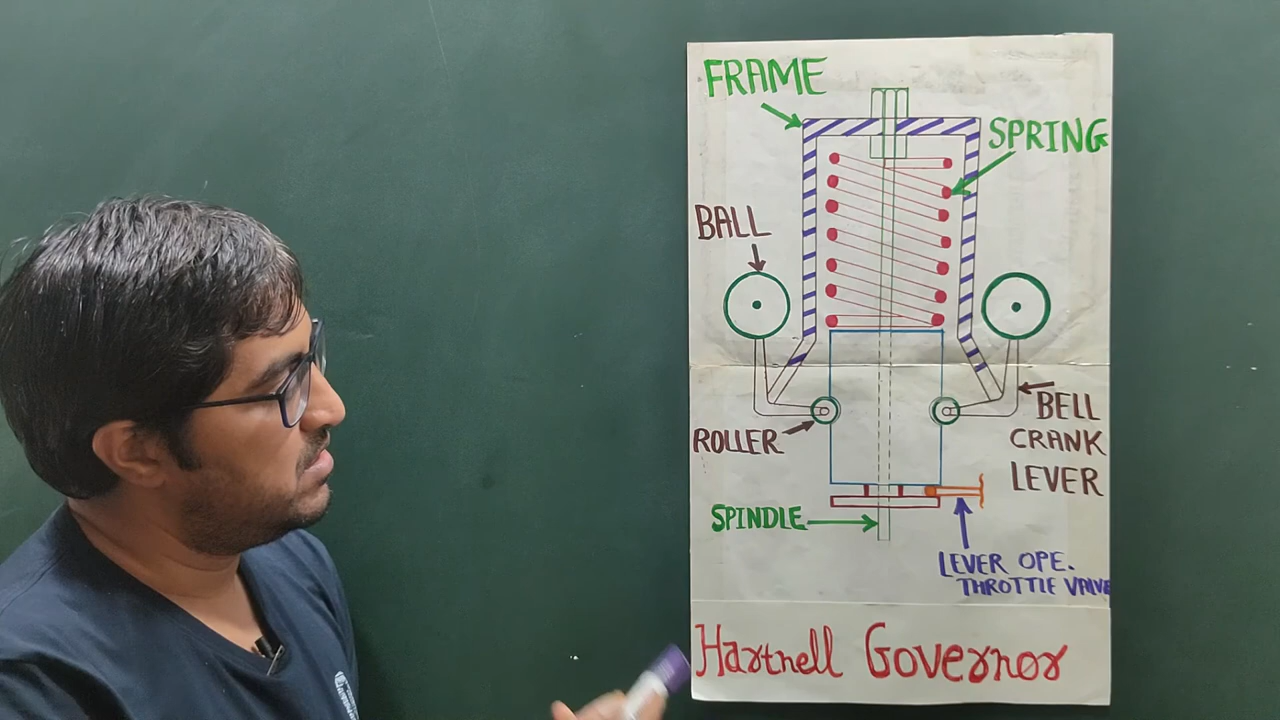 FRAME
SPRING
BALL
BELL
CRANK
LEVER
ROLLER
SPINDLE
LEVER OPE.
THROTTLE VALVE
Hartnell Governor